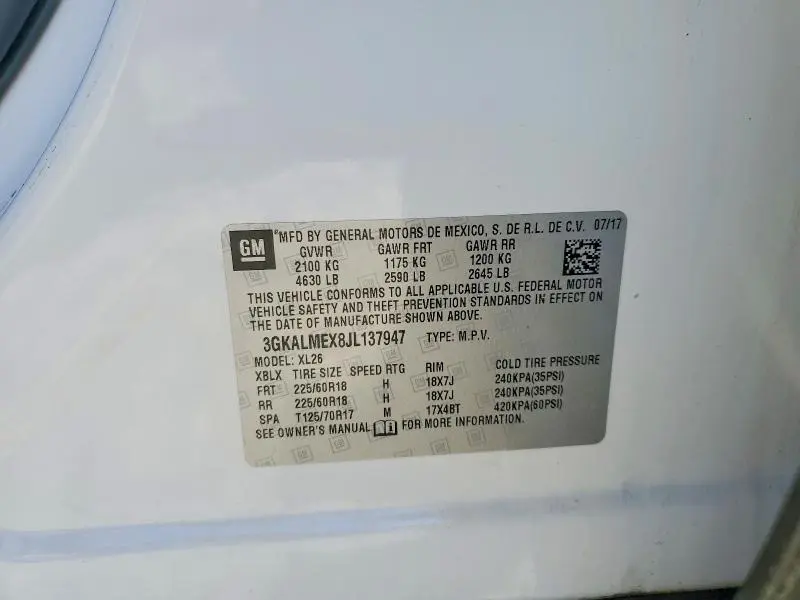 GM *MFD BY GENERAL MOTORS DE MEXICO, S. DE R.L. DE C.V. 07/17
GVWR GAWR FRT GAWR RR
2100 KG 1175 KG 1200 KG
4630 LB 2590 LB 2645 LB
THIS VEHICLE CONFORMS TO ALL APPLICABLE U.S. FEDERAL MOTOR
VEHICLE SAFETY AND THEFT PREVENTION STANDARDS IN EFFECT ON
THE DATE OF MANUFACTURE SHOWN ABOVE.
3GKALMEX8JL137947 TYPE: M.P.V.
MODEL: XL26
XBLX TIRE SIZE SPEED RTG RIM COLD TIRE PRESSURE
FRT 225/60R18 H 18X7J 240KPA(35PSI)
RR 225/60R18 H 18X7J 240KPA(35PSI)
SPA T125/70R17 M 17X4BT 420KPA(60PSI)
SEE OWNER'S MANUAL FOR MORE INFORMATION.